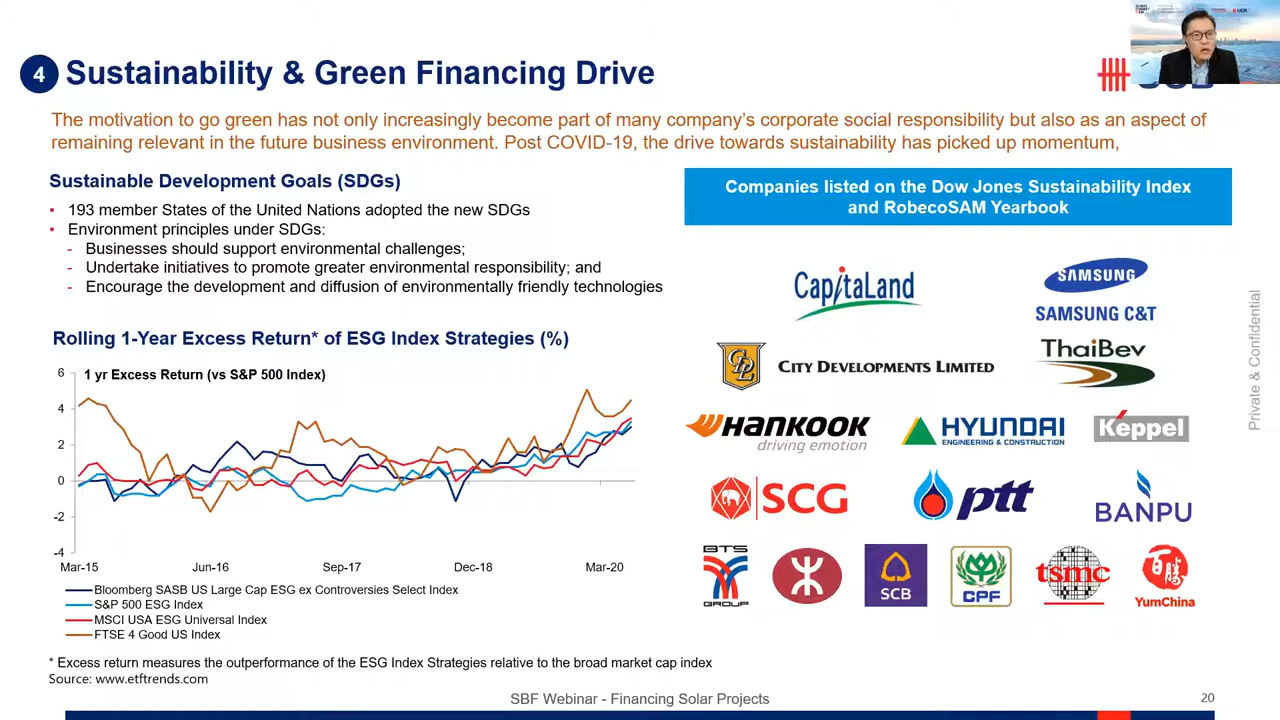 4
Sustainability & Green Financing Drive
The motivation to go green has not only increasingly become part of many company's corporate social responsibility but also as an aspect of
remaining relevant in the future business environment. Post COVID-19, the drive towards sustainability has picked up momentum,
Sustainable Development Goals (SDGs)
• 193 member States of the United Nations adopted the new SDGs
• Environment principles under SDGs:
- Businesses should support environmental challenges;
- Undertake initiatives to promote greater environmental responsibility; and
- Encourage the development and diffusion of environmentally friendly technologies
Rolling 1-Year Excess Return* of ESG Index Strategies (%)
1 yr Excess Return (vs S&P 500 Index)
6
4
2
0
-2
-4
Mar-15 Jun-16 Sep-17 Dec-18 Mar-20
Bloomberg SASB US Large Cap ESG ex Controversies Select Index
S&P 500 ESG Index
MSCI USA ESG Universal Index
FTSE 4 Good US Index
* Excess return measures the outperformance of the ESG Index Strategies relative to the broad market cap index
Source: www.etftrends.com
Companies listed on the Dow Jones Sustainability Index
and RobecoSAM Yearbook
CapitaLand
SAMSUNG
SAMSUNG C&T
CDL
CITY DEVELOPMENTS LIMITED
ThaiBev
HANKOOK
driving emotion
HYUNDAI
ENGINEERING & CONSTRUCTION
Keppel
SCG
ptt
BANPU
BTS
GROUP
SCB
CPF
tsmc
YumChina
Private & Confidential
SBF Webinar - Financing Solar Projects
20